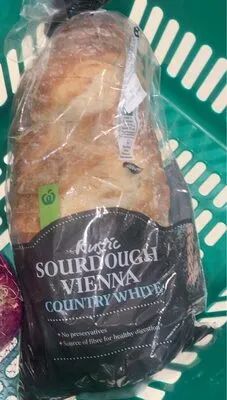 Rustic
SOURDOUGH
VIENNA
COUNTRY WHITE
• No preservatives
• Source of fibre for healthy digestion